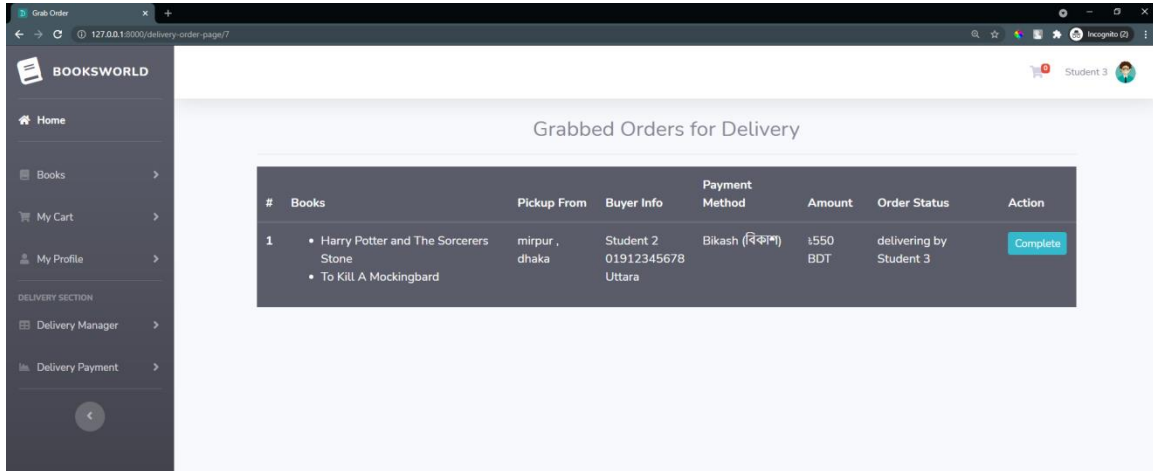 Grab Order
127.0.0.1:8000/delivery-order-page/7
Incognito (2)
BOOKSWORLD
0
Student 3
Home
Books
My Cart
My Profile
DELIVERY SECTION
Delivery Manager
Delivery Payment
Grabbed Orders for Delivery
# Books Pickup From Buyer Info Payment Method Amount Order Status Action
1
Harry Potter and The Sorcerers
Stone
To Kill A Mockingbard
mirpur ,
dhaka
Student 2
01912345678
Uttara
Bikash (বিকাশ)
৳550
BDT
delivering by
Student 3
Complete